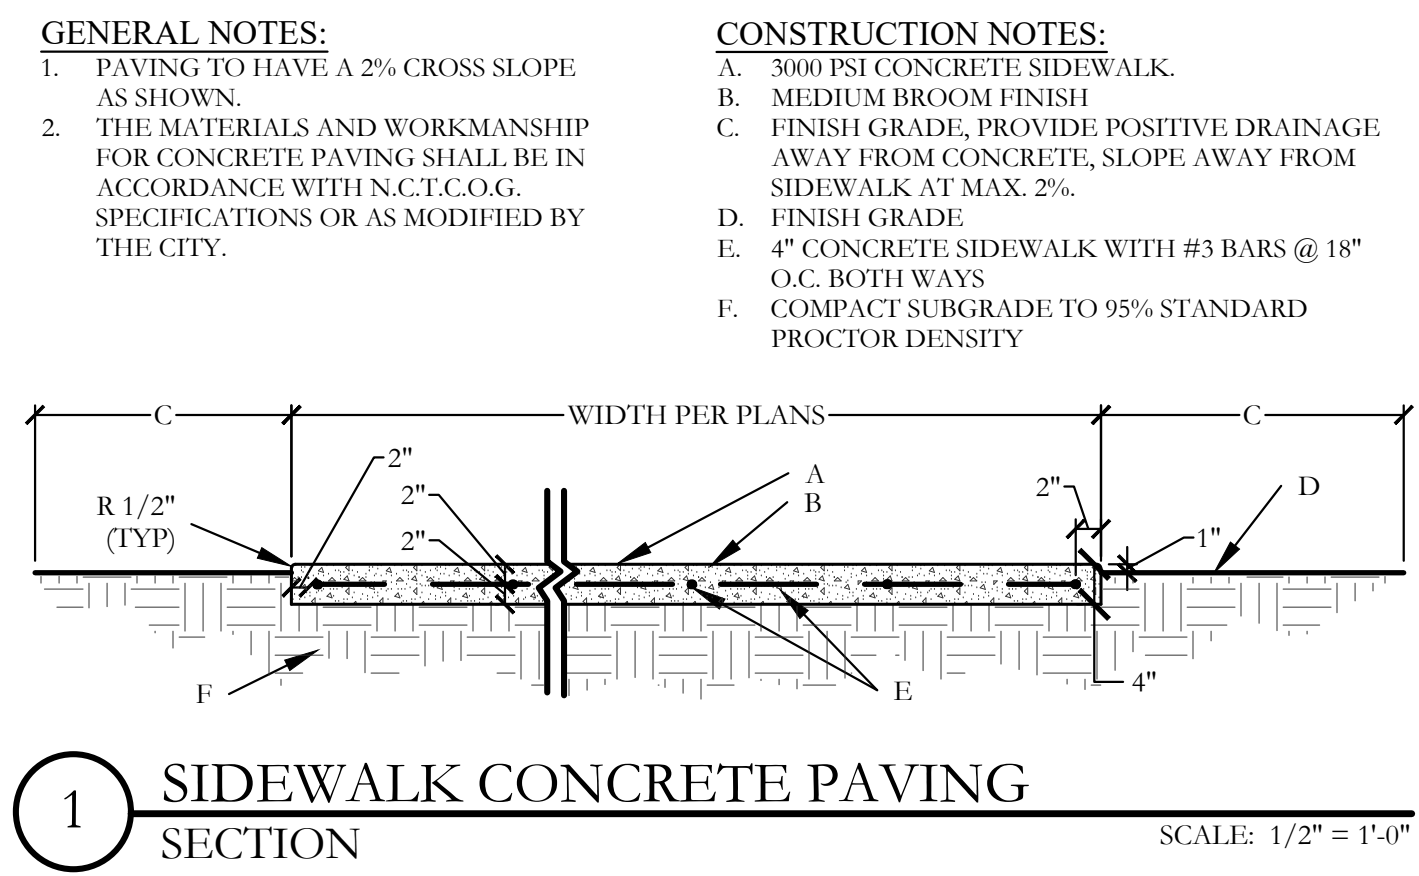 GENERAL NOTES:
1. PAVING TO HAVE A 2% CROSS SLOPE
AS SHOWN.
2. THE MATERIALS AND WORKMANSHIP
FOR CONCRETE PAVING SHALL BE IN
ACCORDANCE WITH N.C.T.C.O.G.
SPECIFICATIONS OR AS MODIFIED BY
THE CITY.
CONSTRUCTION NOTES:
A. 3000 PSI CONCRETE SIDEWALK.
B. MEDIUM BROOM FINISH
C. FINISH GRADE, PROVIDE POSITIVE DRAINAGE
AWAY FROM CONCRETE, SLOPE AWAY FROM
SIDEWALK AT MAX. 2%.
D. FINISH GRADE
E. 4" CONCRETE SIDEWALK WITH #3 BARS @ 18"
O.C. BOTH WAYS
F. COMPACT SUBGRADE TO 95% STANDARD
PROCTOR DENSITY
C
WIDTH PER PLANS
C
2"
A
2"
2"
D
R 1/2"
(TYP)
B
2"
1"
F
E
4"
1
SIDEWALK CONCRETE PAVING
SECTION
SCALE: 1/2" = 1'-0"